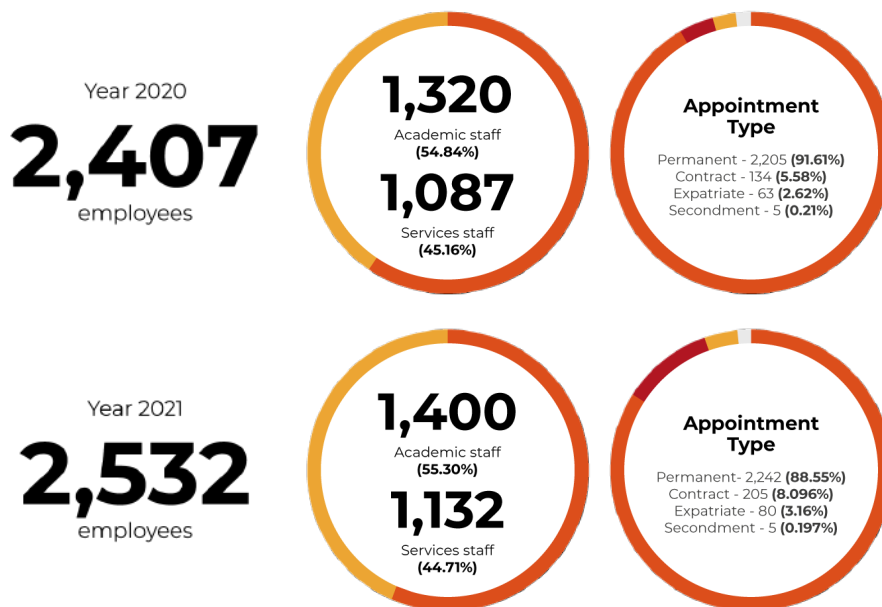 Year 2020
2,407
employees
1,320
Academic staff
(54.84%)
1,087
Services staff
(45.16%)
Appointment
Type
Permanent - 2,205 (91.61%)
Contract - 134 (5.58%)
Expatriate - 63 (2.62%)
Secondment - 5 (0.21%)
Year 2021
2,532
employees
1,400
Academic staff
(55.30%)
1,132
Services staff
(44.71%)
Appointment
Type
Permanent- 2,242 (88.55%)
Contract - 205 (8.096%)
Expatriate - 80 (3.16%)
Secondment - 5 (0.197%)